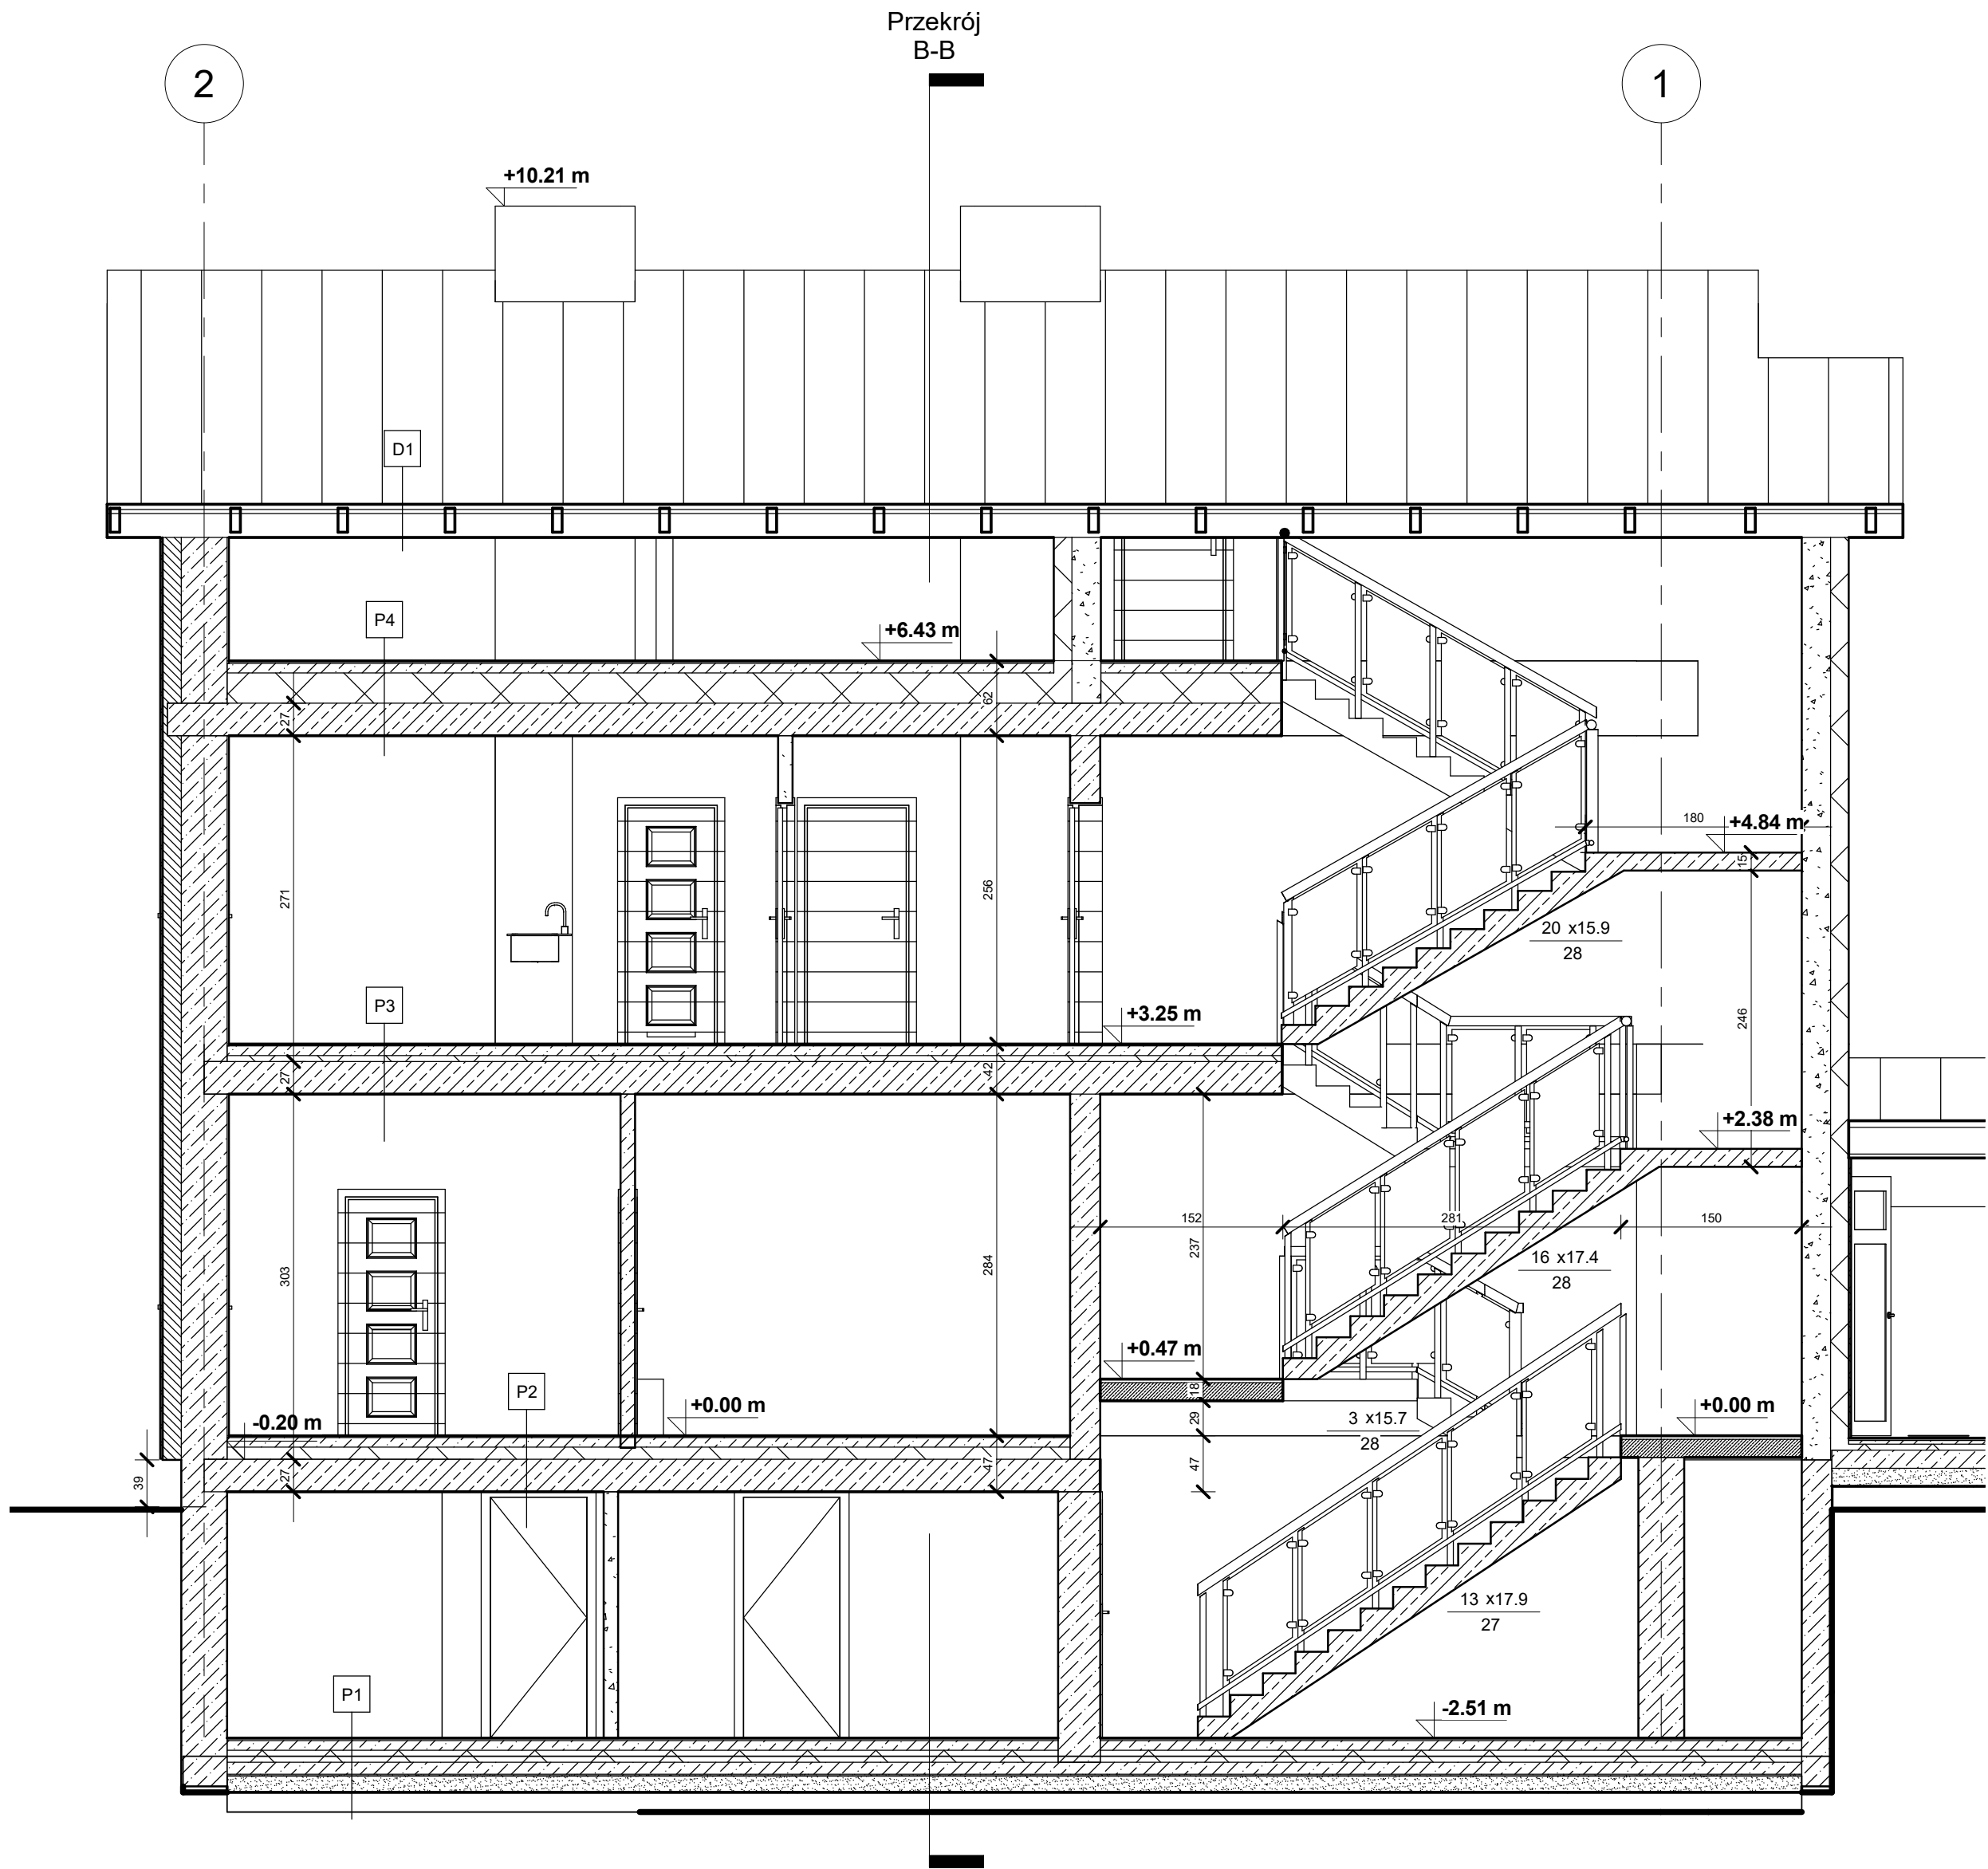 Przekrój
B-B
2
1
+10.21 m
D1
P4
+6.43 m
27
62
180
+4.84 m
15
271
256
20 x15.9
28
P3
+3.25 m
246
27
42
+2.38 m
152
281
150
237
303
284
16 x17.4
28
+0.47 m
18
P2
+0.00 m
-0.20 m
29
3 x15.7
28
+0.00 m
39
27
47
47
13 x17.9
27
P1
-2.51 m